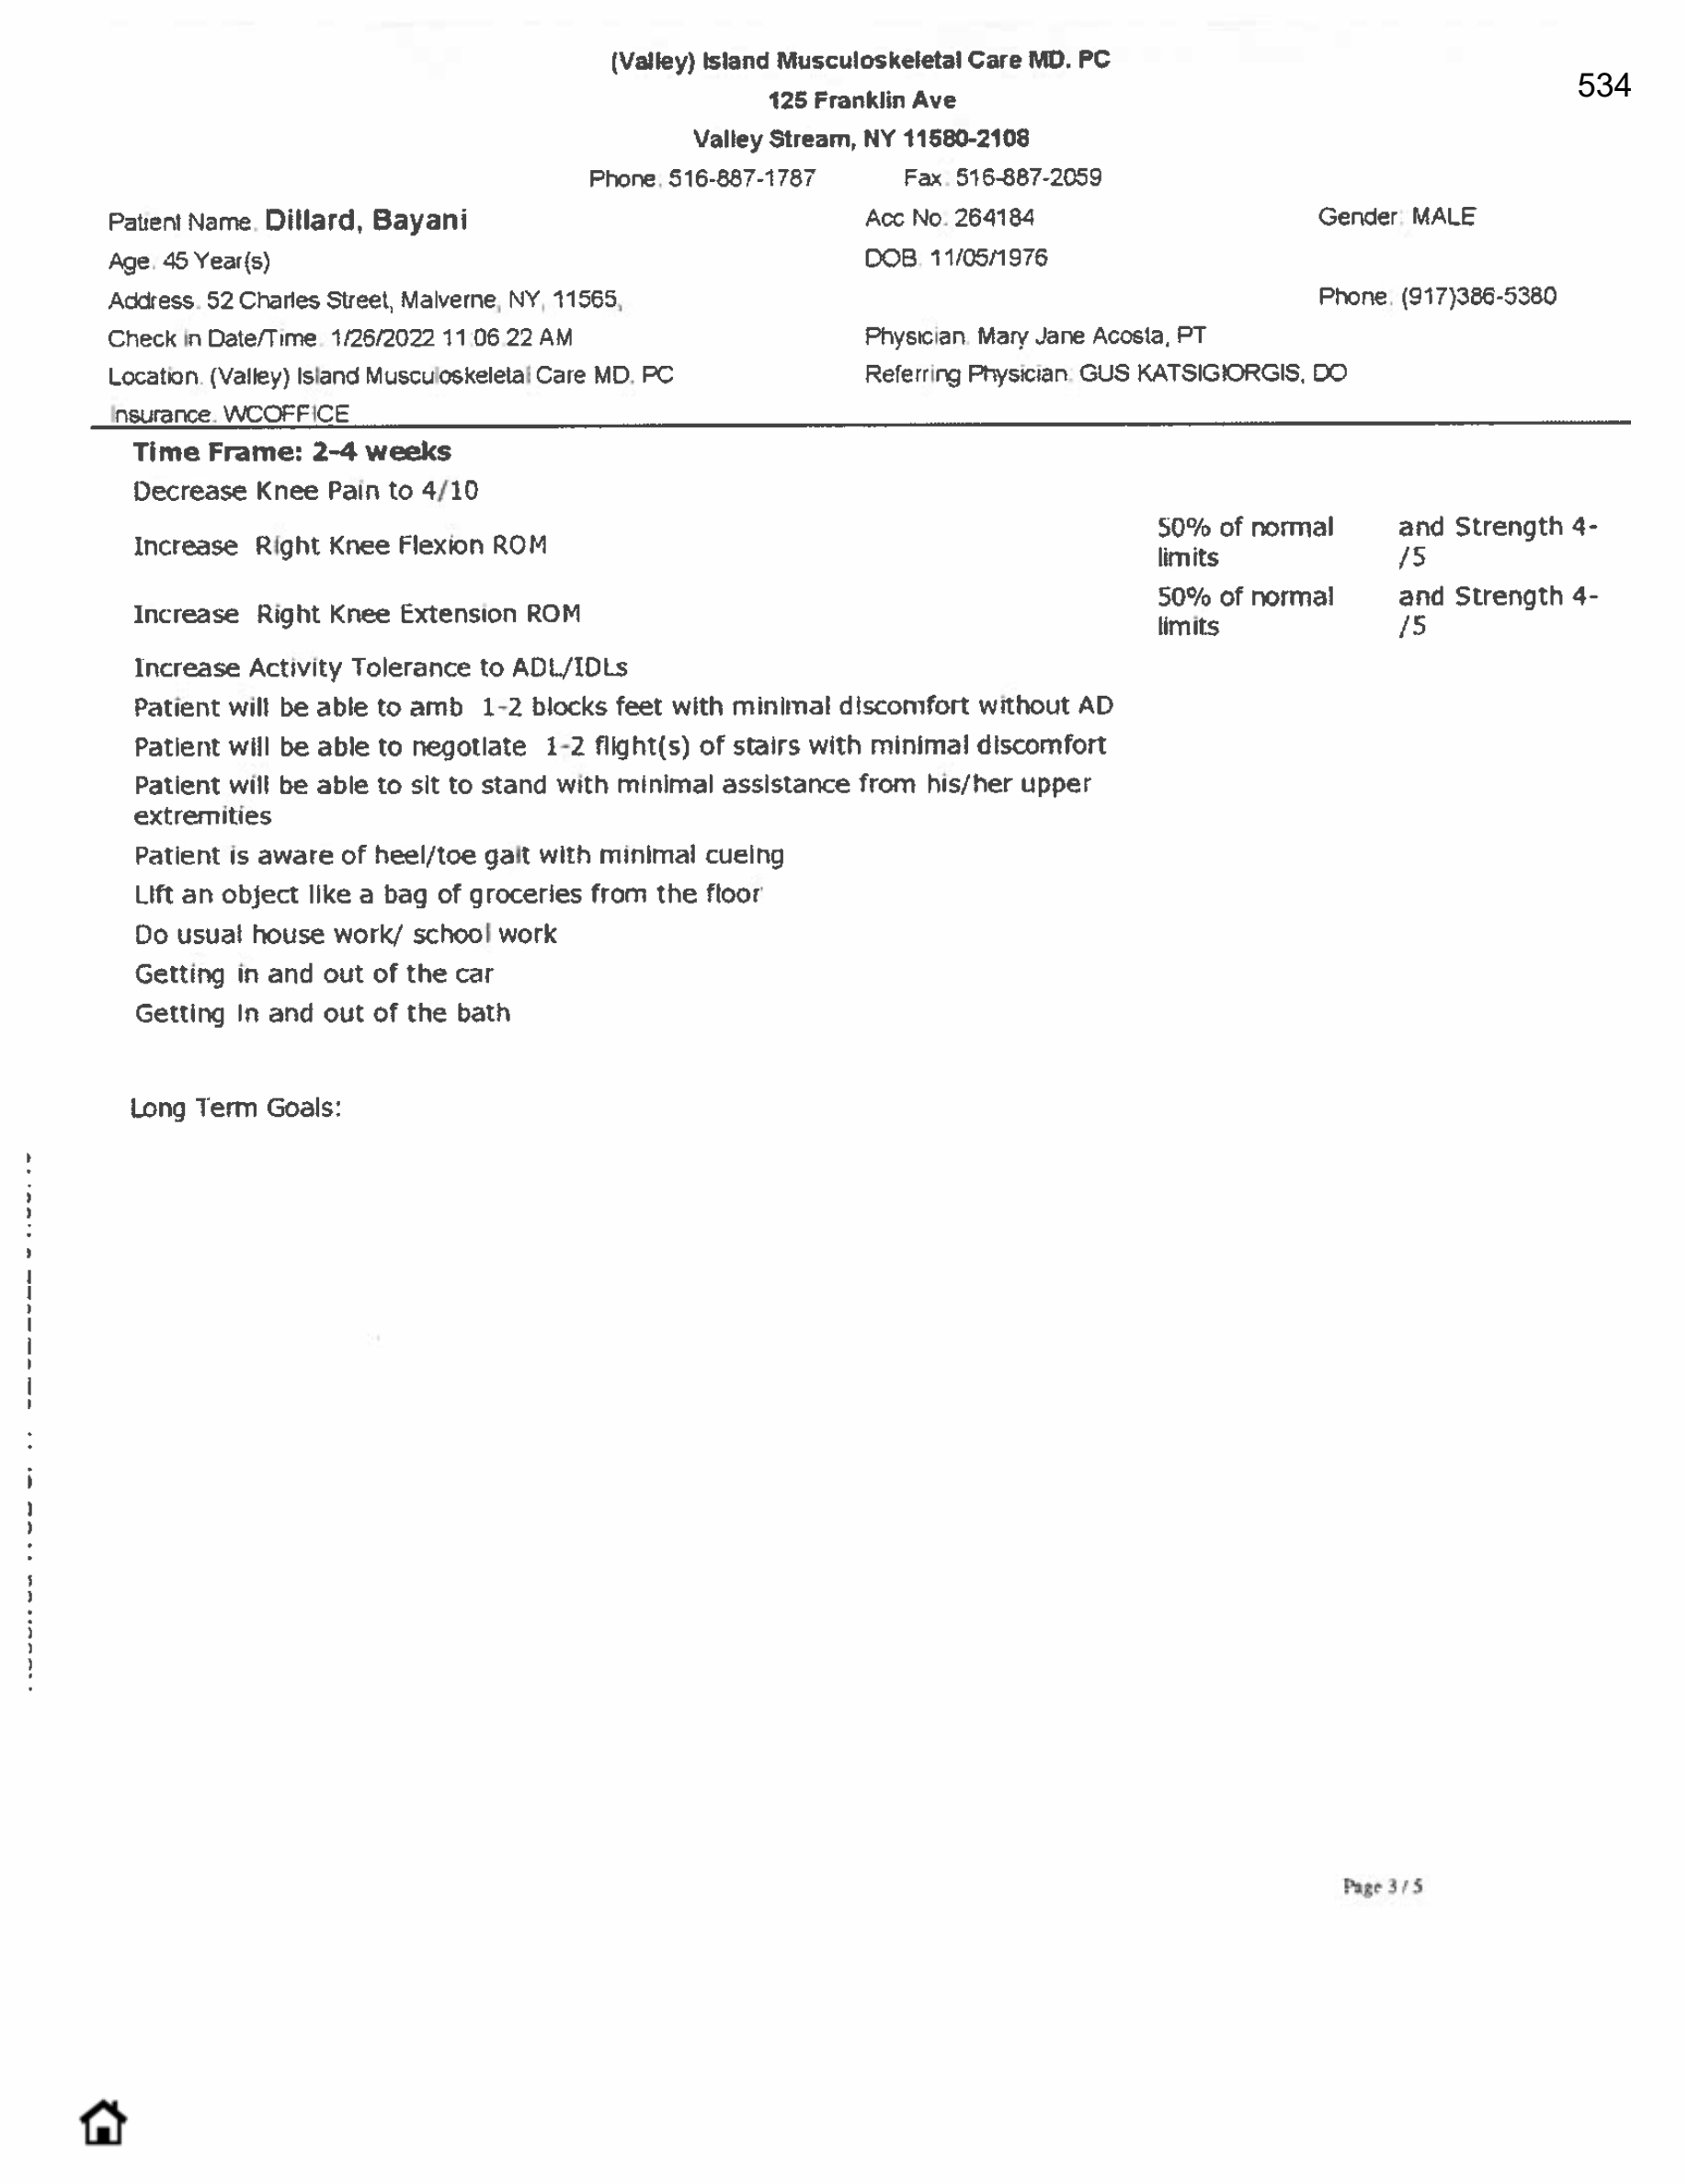 (Valley) Island Musculoskeletal Care MD. PC
534
125 Franklin Ave
Valley Stream, NY 11580-2108
Phone. 516-887-1787 Fax. 516-887-2059
Patient Name. Dillard, Bayani Acc No. 264184 Gender: MALE
Age. 45 Year(s) DOB. 11/05/1976
Address. 52 Charles Street, Malverne, NY, 11565, Phone. (917)386-5380
Check in Date/Time. 1/26/2022 11:06:22 AM Physician. Mary Jane Acosta, PT
Location. (Valley) Island Musculoskeletal Care MD. PC Referring Physician. GUS KATSIGIORGIS, DO
Insurance. WCOFFICE
Time Frame: 2-4 weeks
Decrease Knee Pain to 4/10
Increase Right Knee Flexion ROM 50% of normal limits and Strength 4-/5
Increase Right Knee Extension ROM 50% of normal limits and Strength 4-/5
Increase Activity Tolerance to ADL/IDLs
Patient will be able to amb 1-2 blocks feet with minimal discomfort without AD
Patient will be able to negotiate 1-2 flight(s) of stairs with minimal discomfort
Patient will be able to sit to stand with minimal assistance from his/her upper
extremities
Patient is aware of heel/toe gait with minimal cueing
Lift an object like a bag of groceries from the floor
Do usual house work/ school work
Getting in and out of the car
Getting in and out of the bath
Long Term Goals:
Page 3 / 5